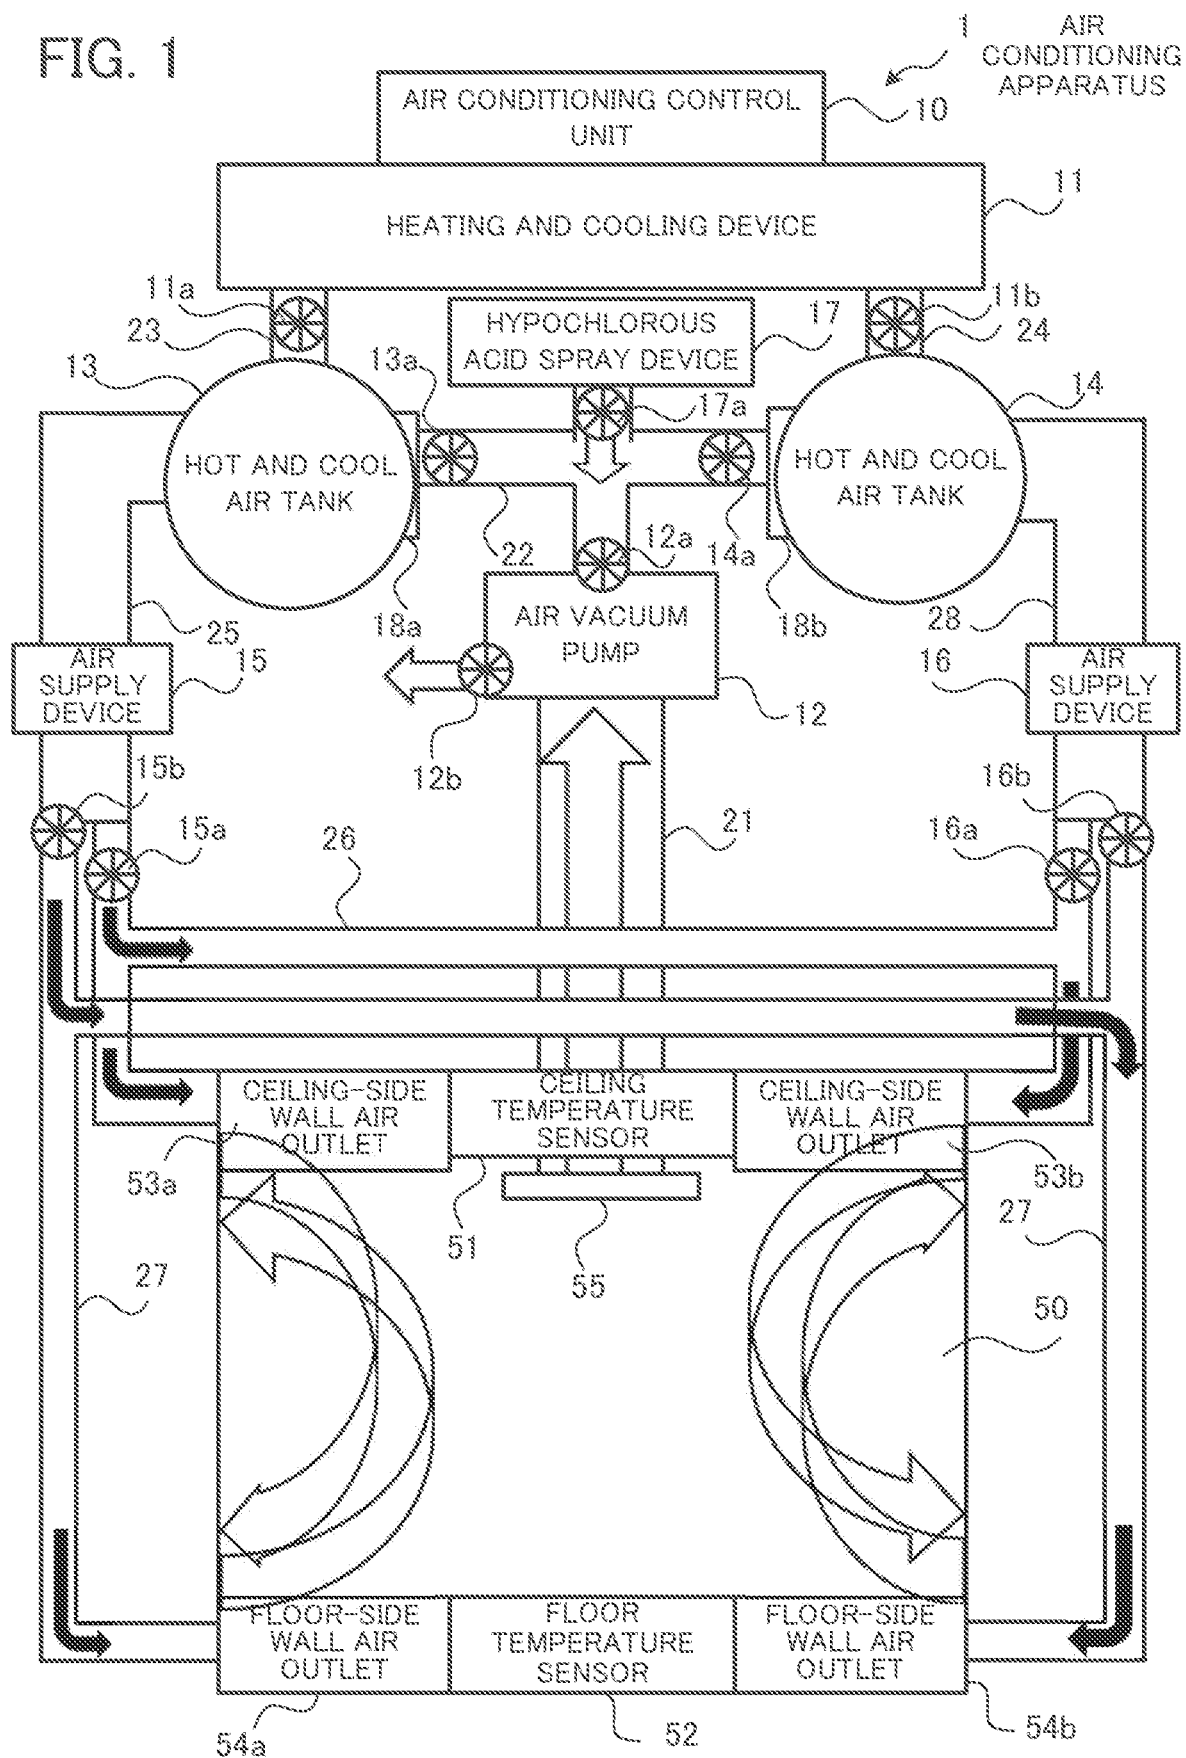 FIG. 1
1
AIR
CONDITIONING
APPARATUS
AIR CONDITIONING CONTROL
UNIT
10
HEATING AND COOLING DEVICE
11
11a
23
HYPOCHLOROUS
ACID SPRAY DEVICE
17
11b
24
13
13a
17a
14
HOT AND COOL
AIR TANK
HOT AND COOL
AIR TANK
22
12a
14a
18a
18b
25
28
AIR VACUUM
PUMP
AIR
SUPPLY
DEVICE
15
16
AIR
SUPPLY
DEVICE
12
12b
15b
15a
16b
16a
21
26
CEILING-SIDE
WALL AIR
OUTLET
CEILING
TEMPERATURE
SENSOR
CEILING-SIDE
WALL AIR
OUTLET
53a
53b
51
55
27
27
50
FLOOR-SIDE
WALL AIR
OUTLET
FLOOR
TEMPERATURE
SENSOR
FLOOR-SIDE
WALL AIR
OUTLET
54a
52
54b